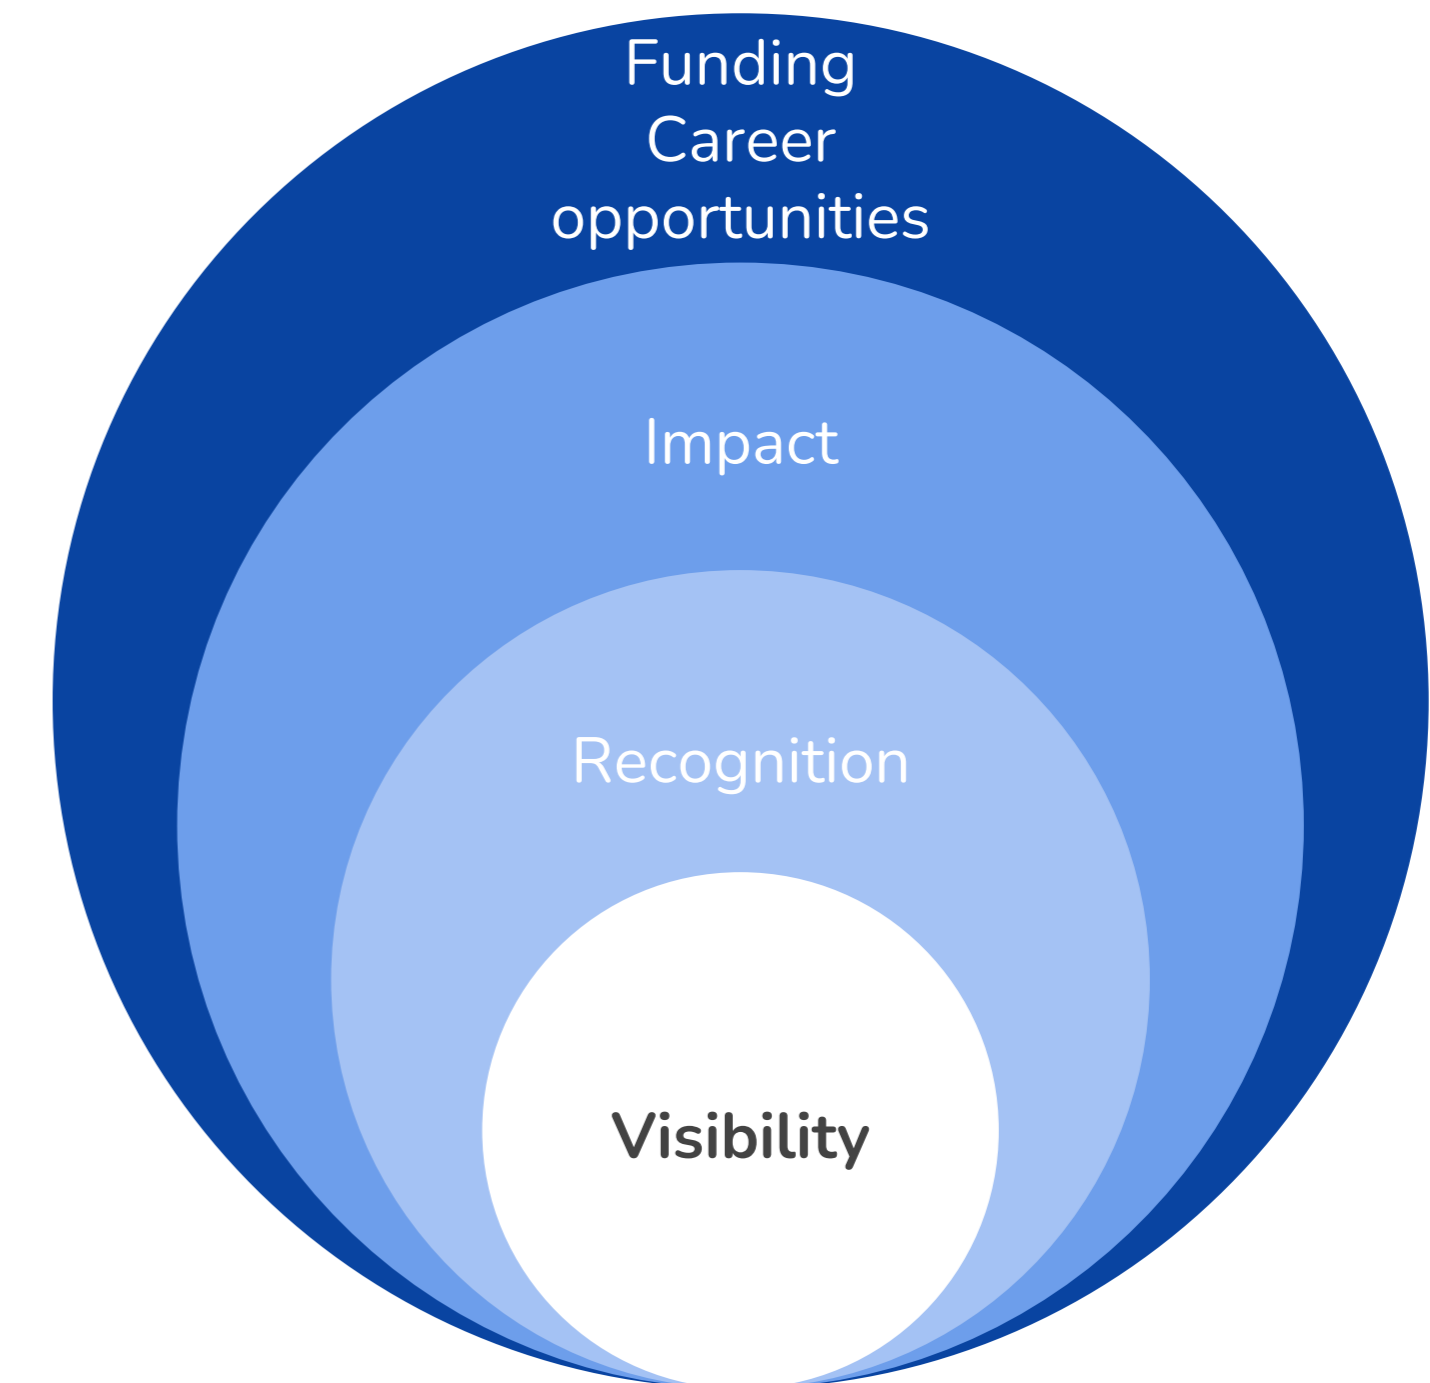 Funding
Career
opportunities
Impact
Recognition
Visibility